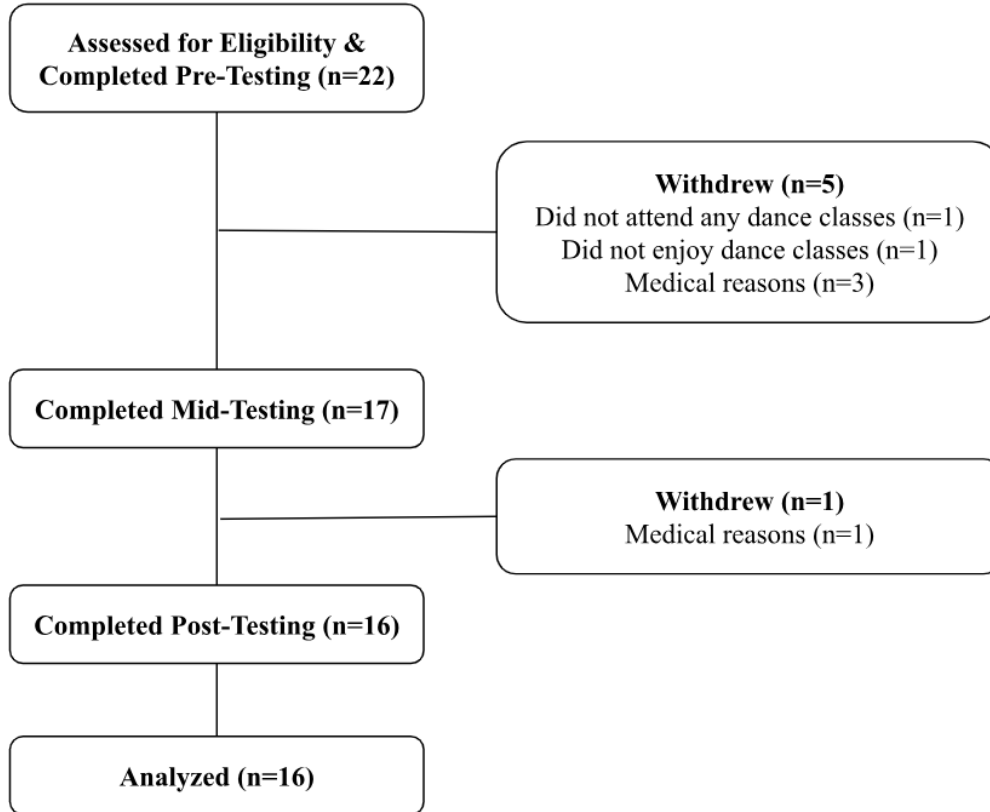 Assessed for Eligibility &
Completed Pre-Testing (n=22)
Withdrew (n=5)
Did not attend any dance classes (n=1)
Did not enjoy dance classes (n=1)
Medical reasons (n=3)
Completed Mid-Testing (n=17)
Withdrew (n=1)
Medical reasons (n=1)
Completed Post-Testing (n=16)
Analyzed (n=16)